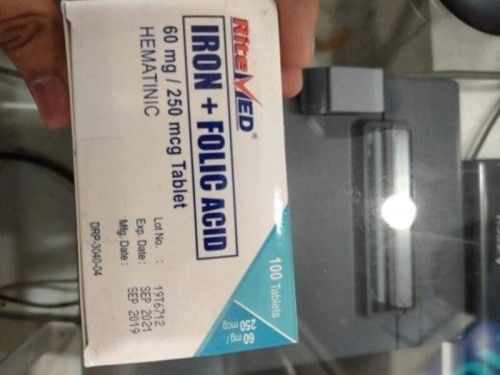 RiteMED®
IRON + FOLIC ACID
60 mg / 250 mcg Tablet
HEMATINIC
100 Tablets
60 mg /
250 mcg
Lot No. : 19T6712
Exp. Date : SEP 2021
Mfg. Date : SEP 2019
DRP-3040-04